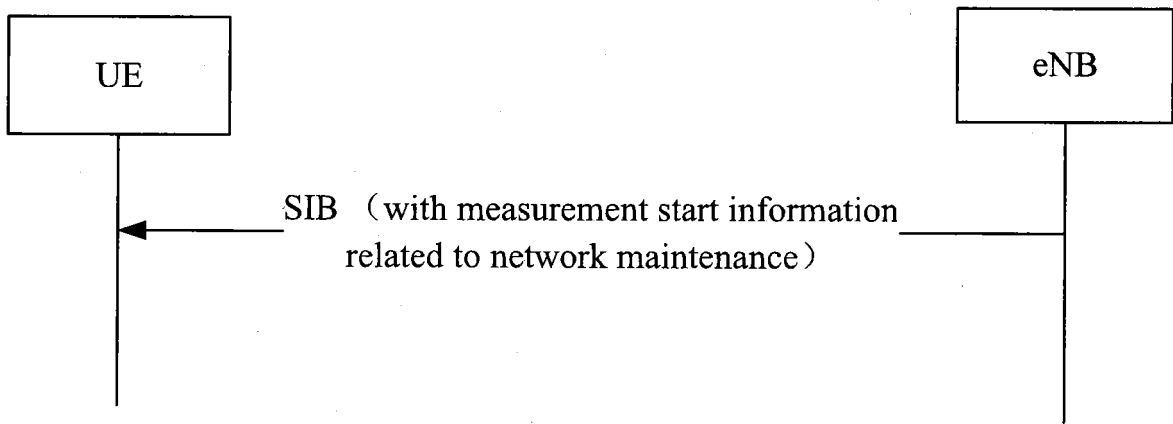 UE
eNB
SIB （with measurement start information
related to network maintenance）